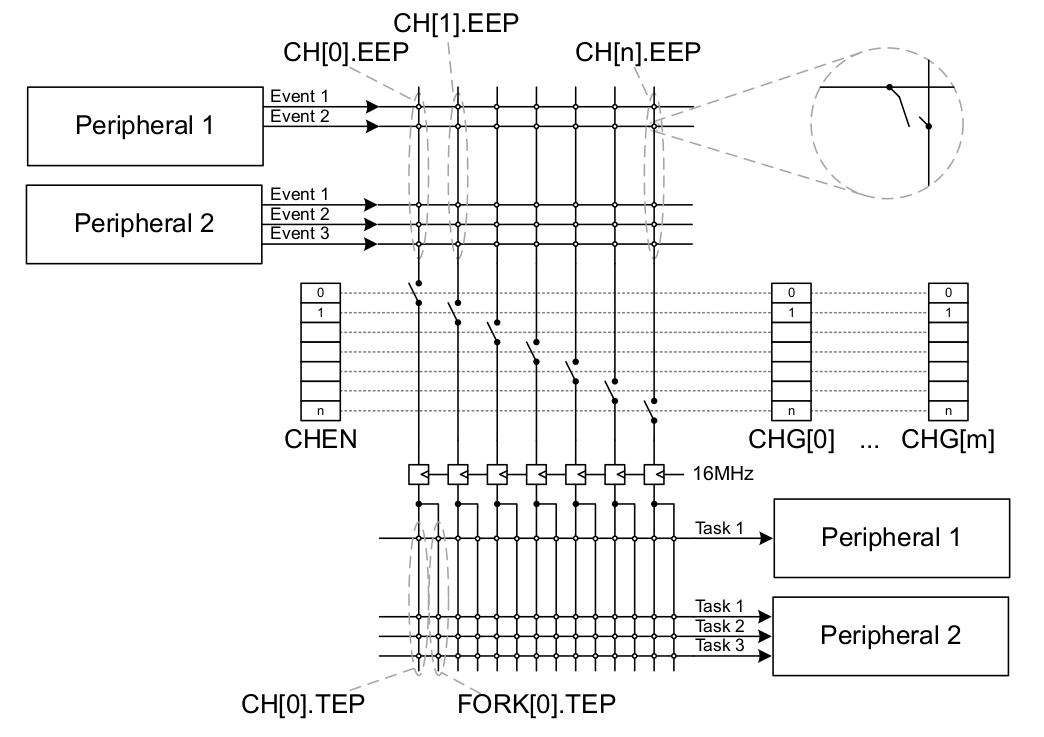 CH[1].EEP
CH[0].EEP
CH[n].EEP
Peripheral 1
Event 1
Event 2
Peripheral 2
Event 1
Event 2
Event 3
0
0
0
1
1
1
n
n
n
CHEN
CHG[0]
...
CHG[m]
16MHz
Task 1
Peripheral 1
Task 1
Task 2
Task 3
Peripheral 2
CH[0].TEP
FORK[0].TEP